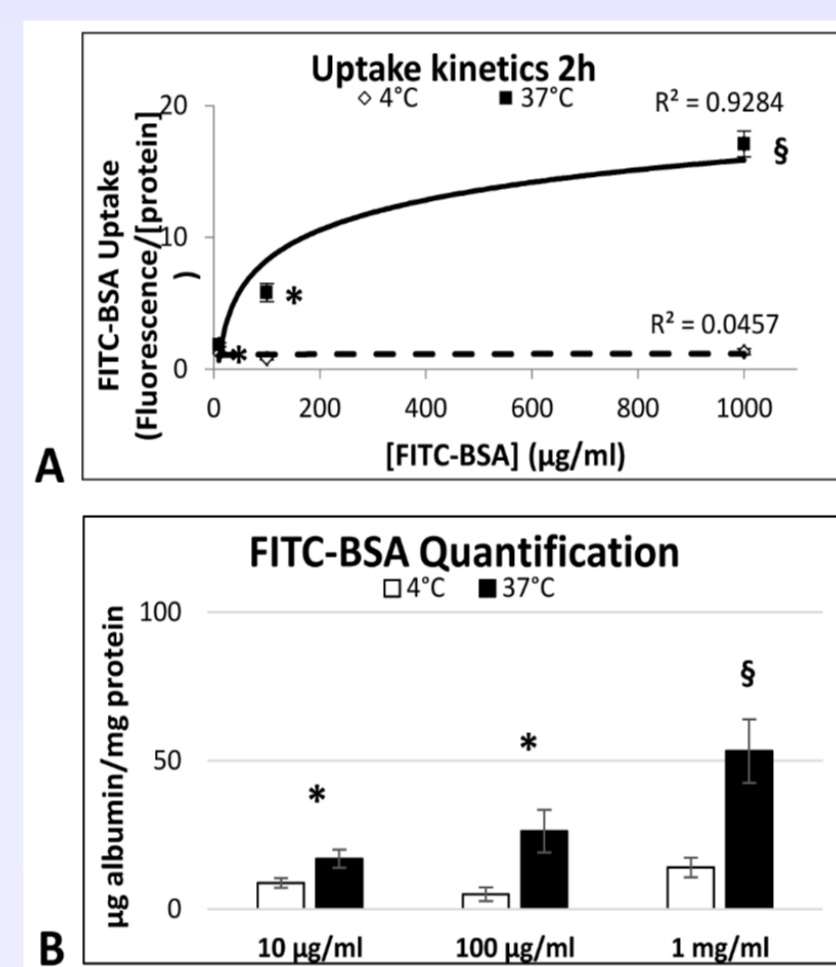 Uptake kinetics 2h
◇ 4°C ■ 37°C
R² = 0.9284
FITC-BSA Uptake
(Fluorescence/[protein]
)
20
10
0
§
*
*
R² = 0.0457
0 200 400 600 800 1000
[FITC-BSA] (µg/ml)
A
FITC-BSA Quantification
□ 4°C ■ 37°C
µg albumin/mg protein
100
50
0
*
*
§
10 µg/ml 100 µg/ml 1 mg/ml
B